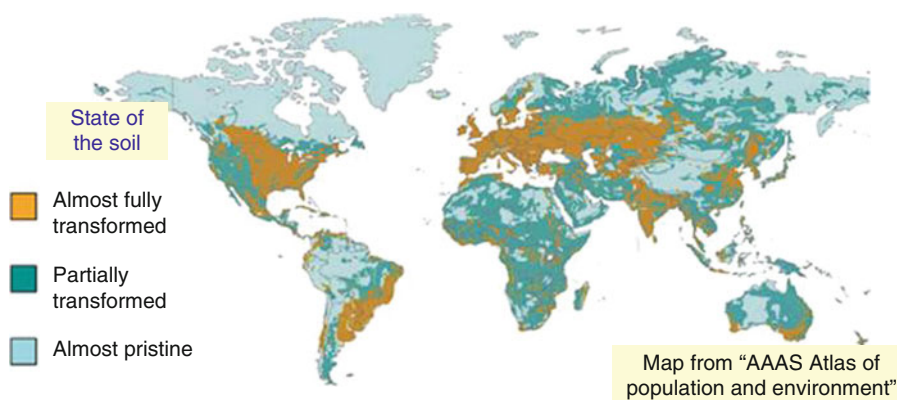 State of
the soil
Almost fully
transformed
Partially
transformed
Almost pristine
Map from “AAAS Atlas of
population and environment”